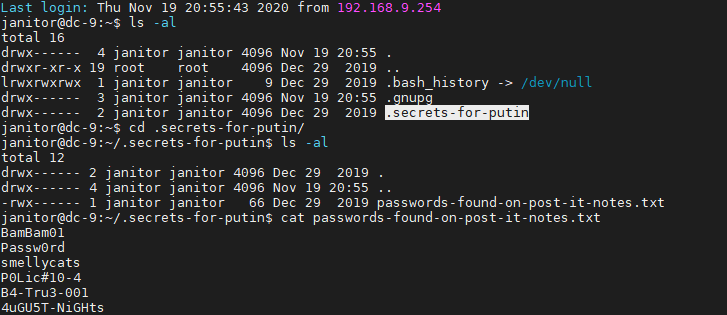 Last login: Thu Nov 19 20:55:43 2020 from 192.168.9.254
janitor@dc-9:~$ ls -al
total 16
drwx------  4 janitor janitor 4096 Nov 19 20:55 .
drwxr-xr-x 19 root    root    4096 Dec 29  2019 ..
lrwxrwxrwx  1 janitor janitor    9 Dec 29  2019 .bash_history -> /dev/null
drwx------  3 janitor janitor 4096 Nov 19 20:55 .gnupg
drwx------  2 janitor janitor 4096 Dec 29  2019 .secrets-for-putin
janitor@dc-9:~$ cd .secrets-for-putin/
janitor@dc-9:~/.secrets-for-putin$ ls -al
total 12
drwx------ 2 janitor janitor 4096 Dec 29  2019 .
drwx------ 4 janitor janitor 4096 Nov 19 20:55 ..
-rwx------ 1 janitor janitor   66 Dec 29  2019 passwords-found-on-post-it-notes.txt
janitor@dc-9:~/.secrets-for-putin$ cat passwords-found-on-post-it-notes.txt
BamBam01
Passw0rd
smellycats
P0Lic#10-4
B4-Tru3-001
4uGU5T-NiGHts